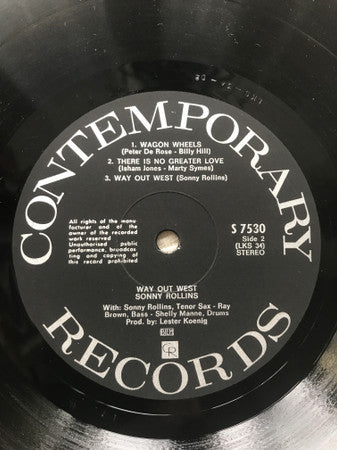 CONTEMPORARY
1. WAGON WHEELS
(Peter De Rose - Billy Hill)
2. THERE IS NO GREATER LOVE
(Isham Jones - Marty Symes)
3. WAY OUT WEST (Sonny Rollins)
All rights of the manu
facturer and of the
owner of the recorded
work reserved
Unauthorised public
performance, broadcas
ting and copying of
this record prohibited
S 7530
Side 2
(LKS 34)
STEREO
WAY OUT WEST
SONNY ROLLINS
With: Sonny Rollins, Tenor Sax - Ray
Brown, Bass - Shelly Manne, Drums
Prod. by: Lester Koenig
CR
RECORDS